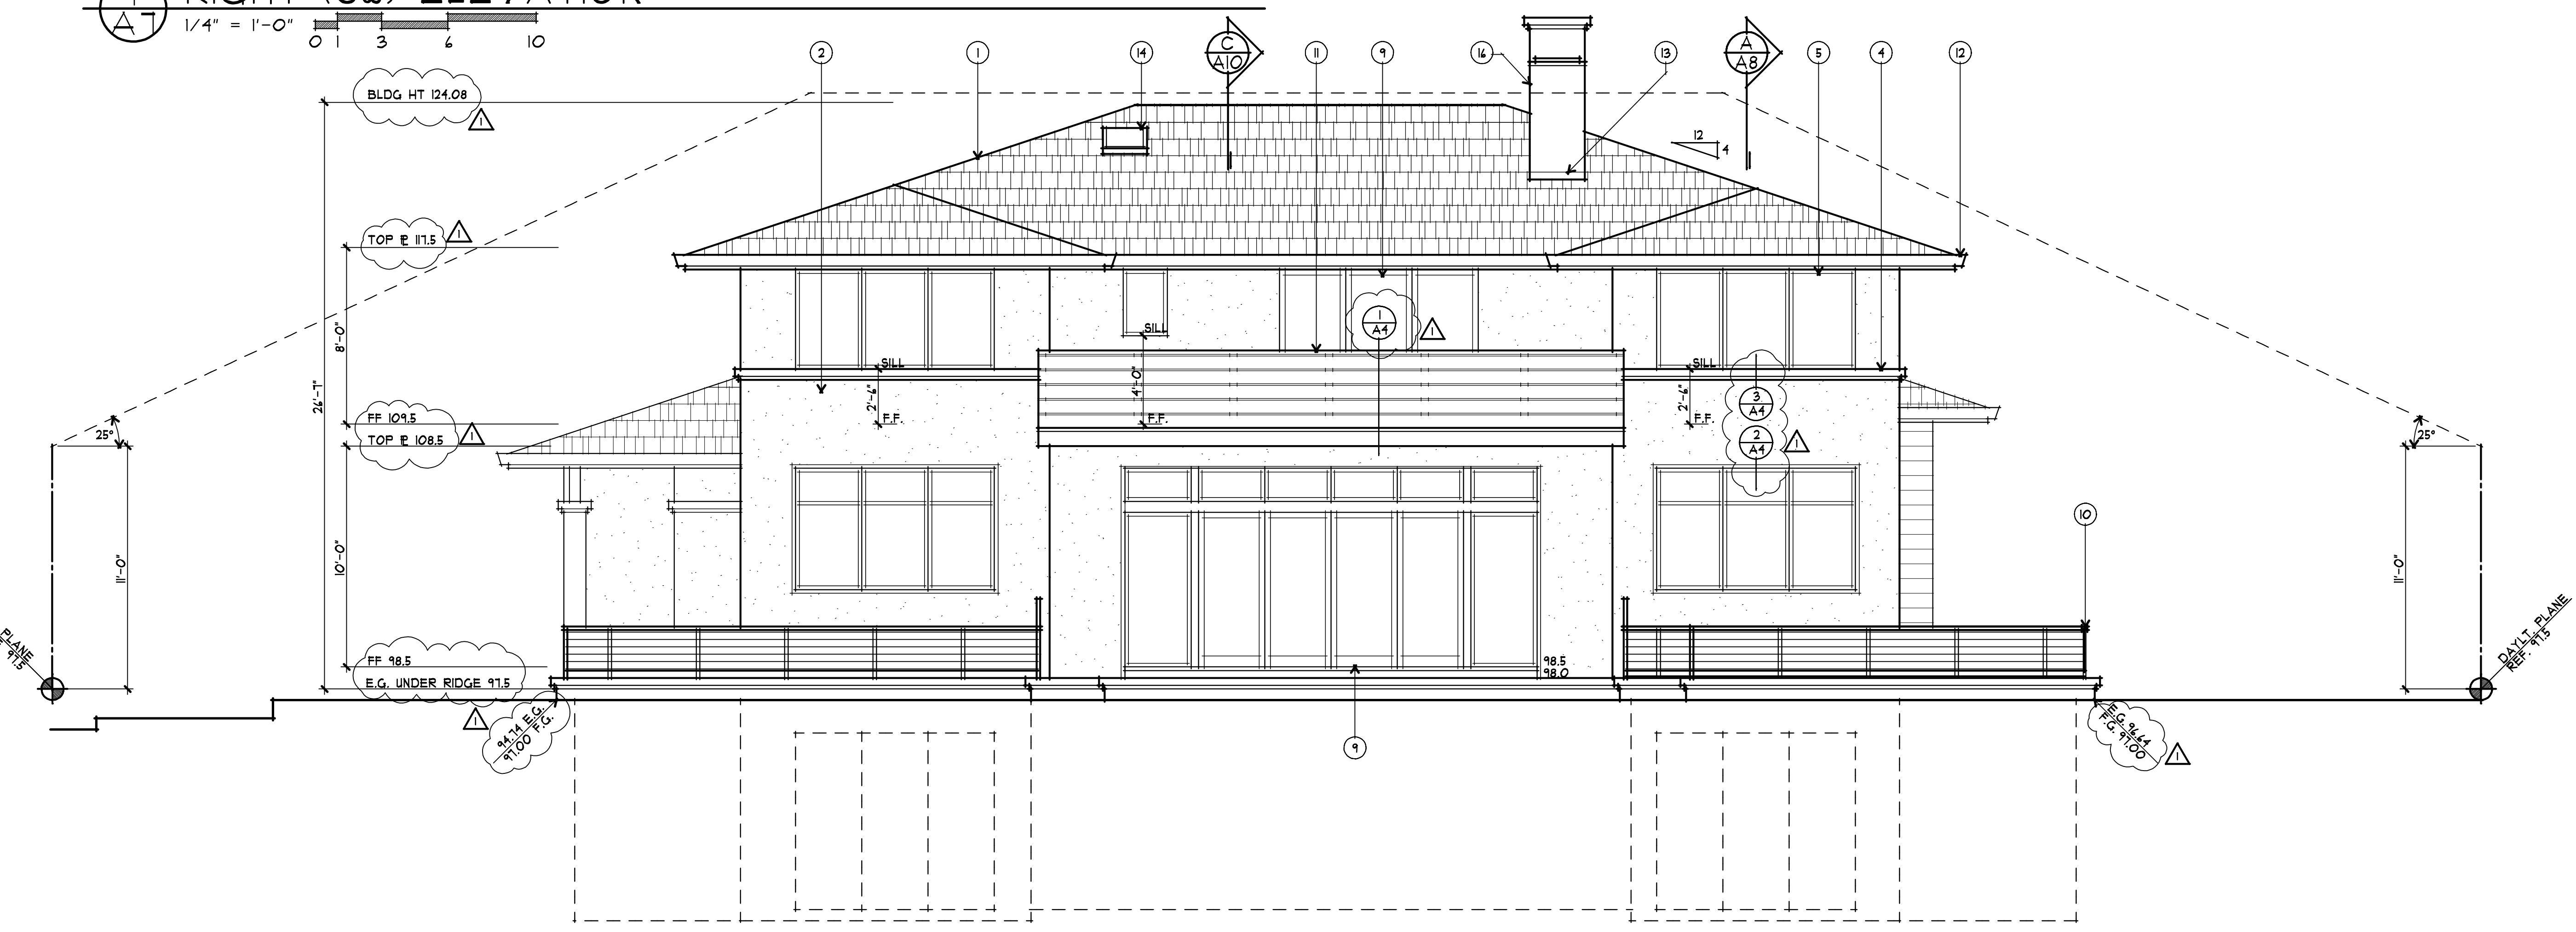 1/4" = 1'-0"
0 1 3 6 10
A7
2
1
14
C
A10
11
9
16
13
A
A8
5
4
12
BLDG HT 124.08
1
12
4
TOP PL 117.5
1
8'-0"
26'-7"
SILL
1
A4
1
SILL
2'-6"
F.F.
4'-0"
F.F.
SILL
2'-6"
F.F.
3
A4
2
A4
1
FF 109.5
TOP PL 108.5
1
25°
25°
10
10'-0"
11'-0"
11'-0"
PLANE
97.5
DAYLT PLANE
REF. 97.5
FF 98.5
E.G. UNDER RIDGE 97.5
1
98.5
98.0
94.74 E.G.
97.00 F.G.
9
E.G. 96.64
F.G. 97.00
1